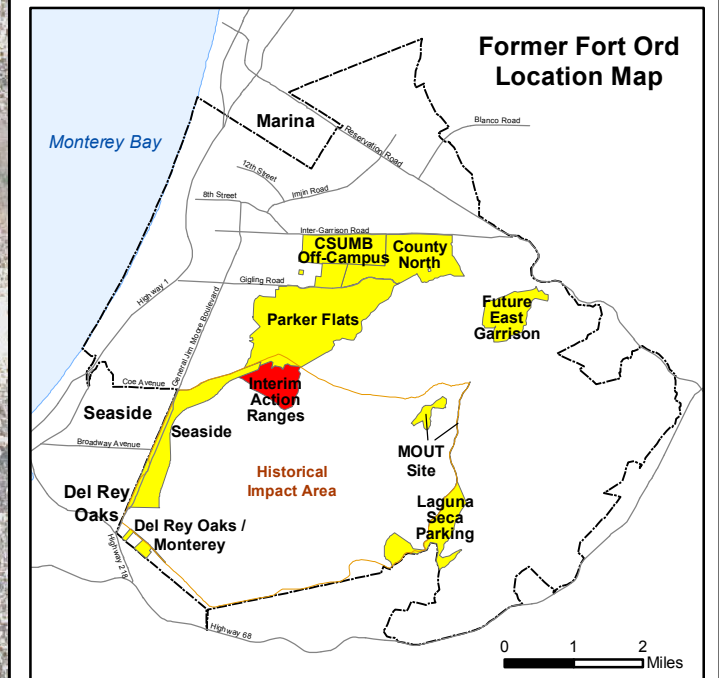 Former Fort Ord
Location Map
Monterey Bay
Marina
Blanco Road
Reservation Road
12th Street
8th Street
Imjin Road
Inter-Garrison Road
CSUMB
Off-Campus
County
North
Gigling Road
Highway 1
General Jim Moore Boulevard
Parker Flats
Future
East
Garrison
Coe Avenue
Interim
Action
Ranges
Seaside
Seaside
Broadway Avenue
MOUT
Site
Historical
Impact Area
Del Rey
Oaks
Laguna
Seca
Parking
Del Rey Oaks /
Monterey
Highway 218
Highway 68
0 1 2
Miles